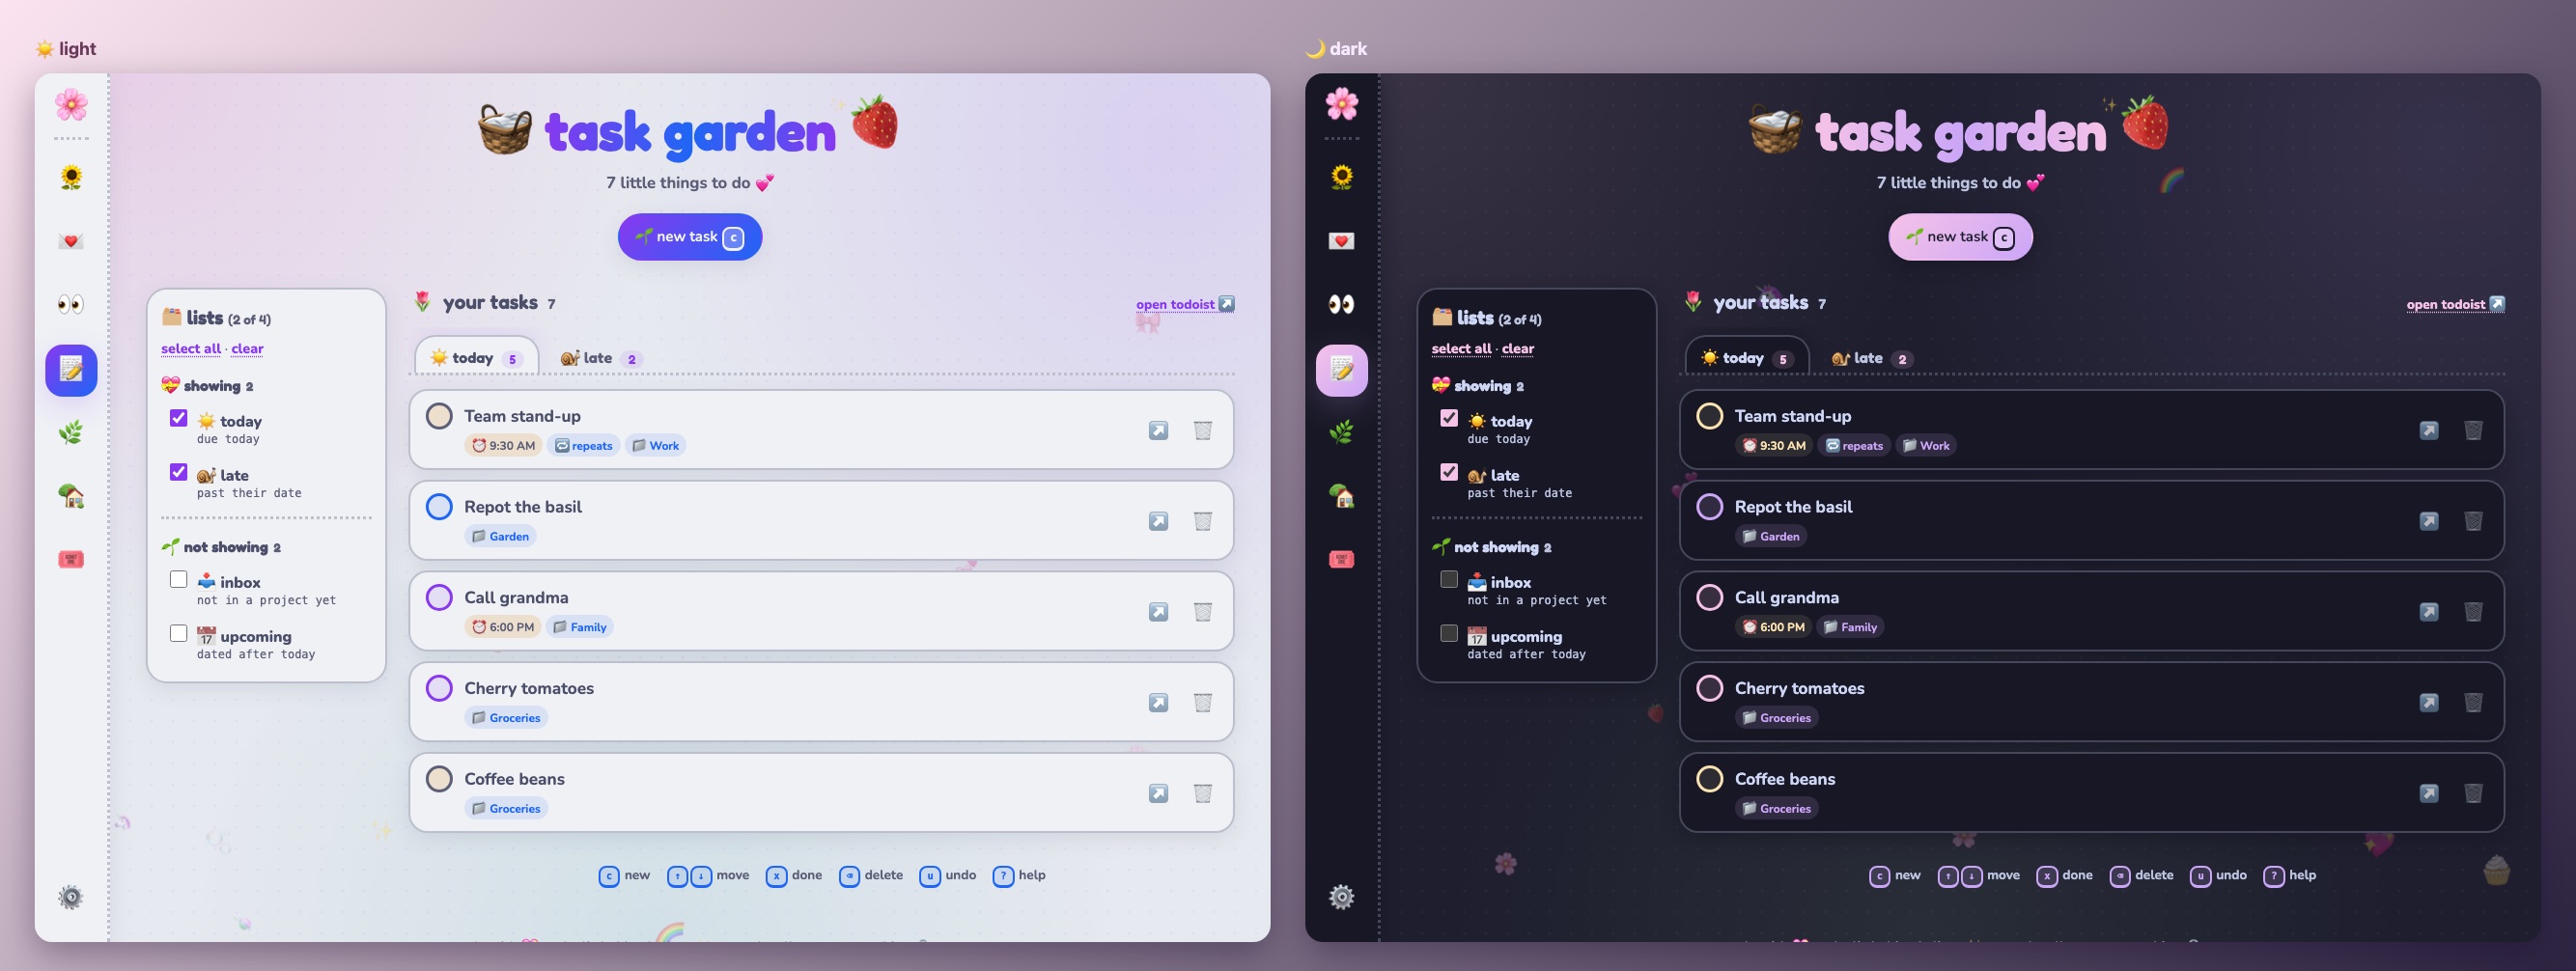 ☀️ light
task garden
7 little things to do 💕
🌱 new task c
🗂️ lists (2 of 4)
select all · clear
💝 showing 2
☀️ today
due today
🐌 late
past their date
🌱 not showing 2
📥 inbox
not in a project yet
📅 upcoming
dated after today
🌷 your tasks 7
open todoist ↗️
☀️ today 5
🐌 late 2
Team stand-up
⏰ 9:30 AM 🔁 repeats 📁 Work
Repot the basil
📁 Garden
Call grandma
⏰ 6:00 PM 📁 Family
Cherry tomatoes
📁 Groceries
Coffee beans
📁 Groceries
c new ↑ ↓ move x done ⌫ delete u undo ? help
🌙 dark
task garden
7 little things to do 💕
🌱 new task c
🗂️ lists (2 of 4)
select all · clear
💝 showing 2
☀️ today
due today
🐌 late
past their date
🌱 not showing 2
📥 inbox
not in a project yet
📅 upcoming
dated after today
🌷 your tasks 7
open todoist ↗️
☀️ today 5
🐌 late 2
Team stand-up
⏰ 9:30 AM 🔁 repeats 📁 Work
Repot the basil
📁 Garden
Call grandma
⏰ 6:00 PM 📁 Family
Cherry tomatoes
📁 Groceries
Coffee beans
📁 Groceries
c new ↑ ↓ move x done ⌫ delete u undo ? help